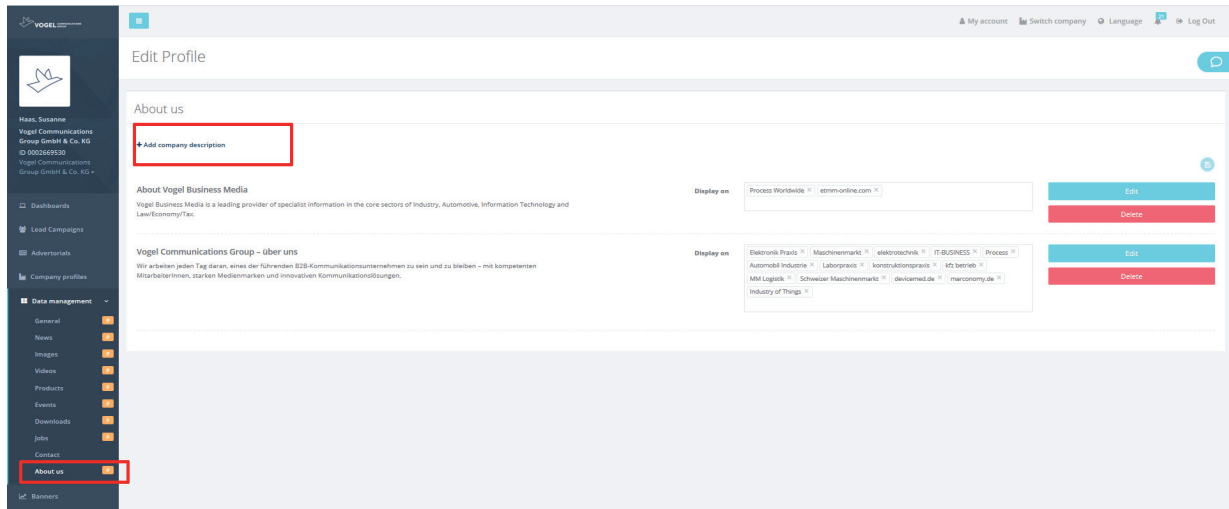 VOGEL COMMUNICATIONS GROUP
My account Switch company Language Log Out
Edit Profile
Haas, Susanne
Vogel Communications
Group GmbH & Co. KG
ID 0002669530
Vogel Communications
Group GmbH & Co. KG
Dashboards
Lead Campaigns
Advertorials
Company profiles
Data management
General
News
Images
Videos
Products
Events
Downloads
Jobs
Contact
About us
Banners
About us
+ Add company description
About Vogel Business Media
Vogel Business Media is a leading provider of specialist information in the core sectors of Industry, Automotive, Information Technology and
Law/Economy/Tax.
Display on
Process Worldwide × etmm-online.com ×
Edit
Delete
Vogel Communications Group – über uns
Wir arbeiten jeden Tag daran, eines der führenden B2B-Kommunikationsunternehmen zu sein und zu bleiben – mit kompetenten
MitarbeiterInnen, starken Medienmarken und innovativen Kommunikationslösungen.
Display on
Elektronik Praxis × Maschinenmarkt × elektrotechnik × IT-BUSINESS × Process ×
Automobil Industrie × Laborpraxis × konstruktionspraxis × kfz betrieb ×
MM Logistik × Schweizer Maschinenmarkt × devicemed.de × marconomy.de ×
Industry of Things ×
Edit
Delete